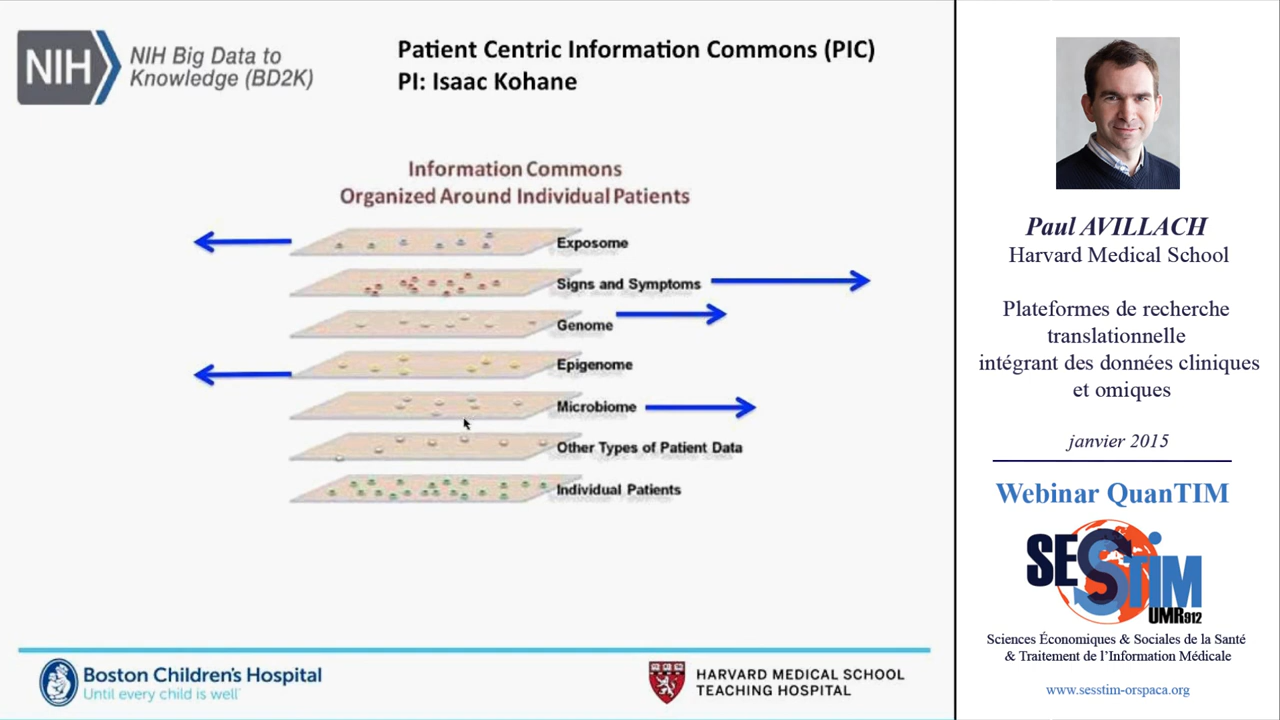 NIH
NIH Big Data to
Knowledge (BD2K)
Patient Centric Information Commons (PIC)
PI: Isaac Kohane
Information Commons
Organized Around Individual Patients
Exposome
Signs and Symptoms
Genome
Epigenome
Microbiome
Other Types of Patient Data
Individual Patients
Boston Children's Hospital
Until every child is well
HARVARD MEDICAL SCHOOL
TEACHING HOSPITAL
Paul AVILLACH
Harvard Medical School
Plateformes de recherche
translationnelle
intégrant des données cliniques
et omiques
janvier 2015
Webinar QuanTIM
SESSTIM
UMR912
Sciences Économiques & Sociales de la Santé
& Traitement de l'Information Médicale
www.sesstim-orspaca.org